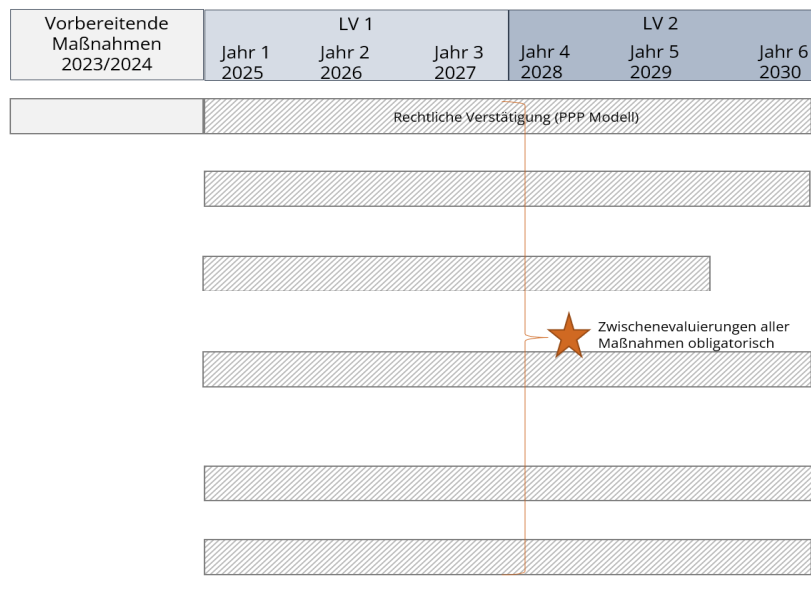 Vorbereitende
Maßnahmen
2023/2024
LV 1
Jahr 1
2025
Jahr 2
2026
Jahr 3
2027
LV 2
Jahr 4
2028
Jahr 5
2029
Jahr 6
2030
Rechtliche Verstätigung (PPP Modell)
Zwischenevaluierungen aller
Maßnahmen obligatorisch